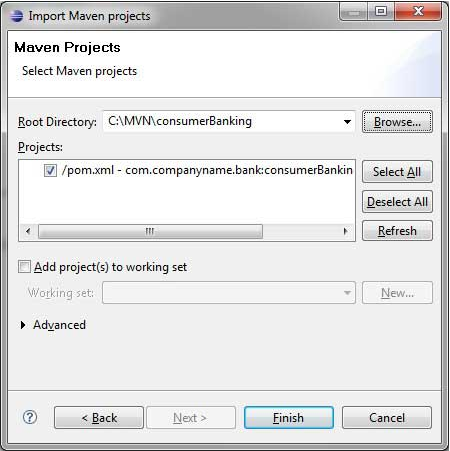 Import Maven projects
Maven Projects
Select Maven projects
Root Directory: C:\MVN\consumerBanking Browse...
Projects:
/pom.xml - com.companyname.bank:consumerBankin
Select All
Deselect All
Refresh
Add project(s) to working set
Working set: New...
Advanced
? < Back Next > Finish Cancel